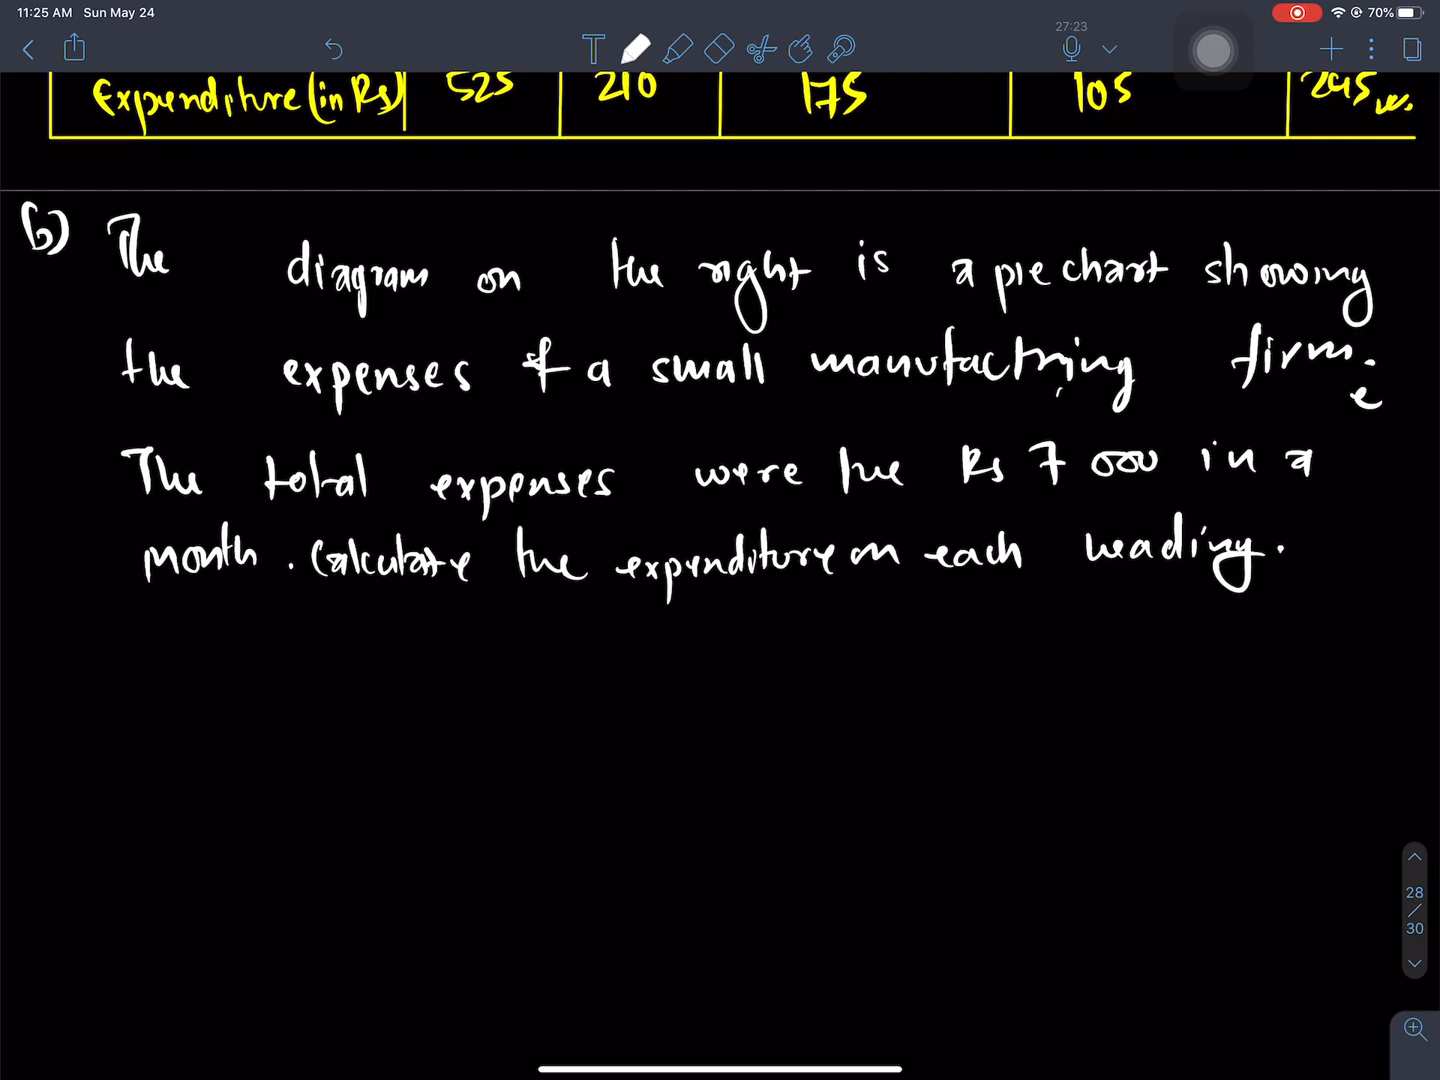 11:25 AM Sun May 24
70%
27:23
T
Expenditure (in Rs) 525 210 175 105 245
b) The diagram on the right is a pie chart showing
the expenses of a small manufactring firm.
e
The total expenses were the Rs 7 000 in a
month. Calculate the expenditure on each heading.
28
/
30